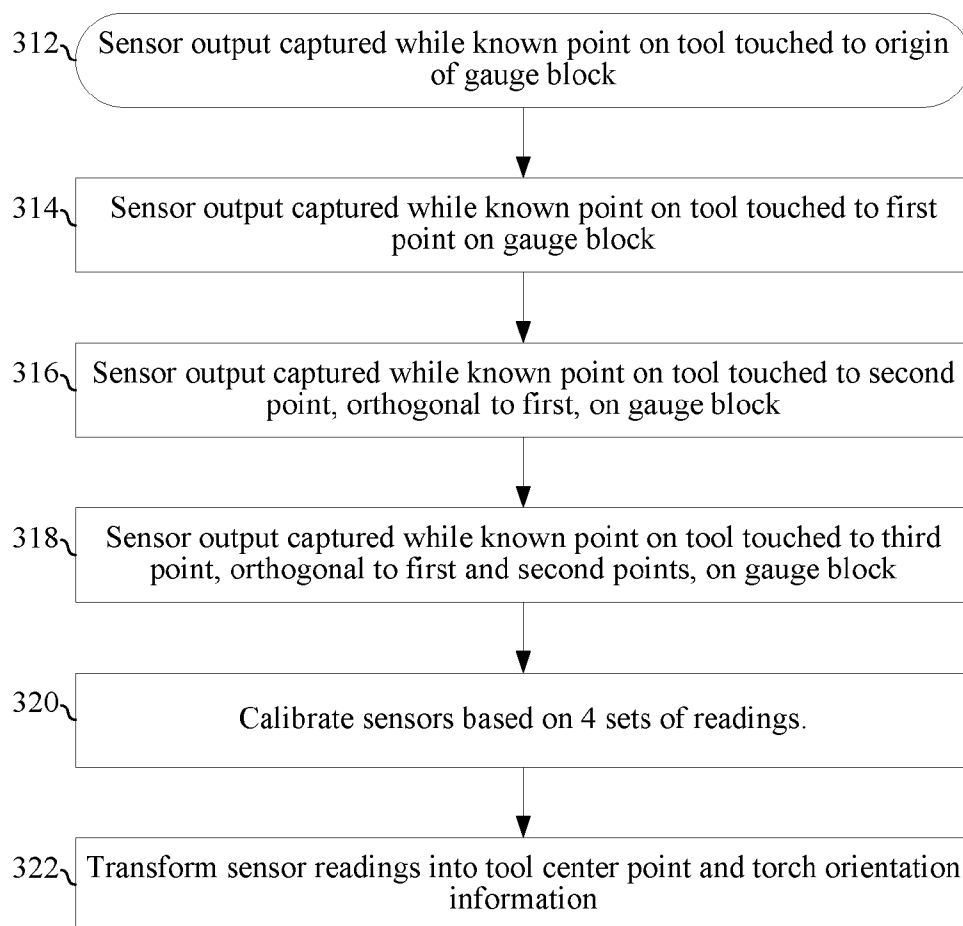 312
Sensor output captured while known point on tool touched to origin
of gauge block
314
Sensor output captured while known point on tool touched to first
point on gauge block
316
Sensor output captured while known point on tool touched to second
point, orthogonal to first, on gauge block
318
Sensor output captured while known point on tool touched to third
point, orthogonal to first and second points, on gauge block
320
Calibrate sensors based on 4 sets of readings.
322
Transform sensor readings into tool center point and torch orientation
information